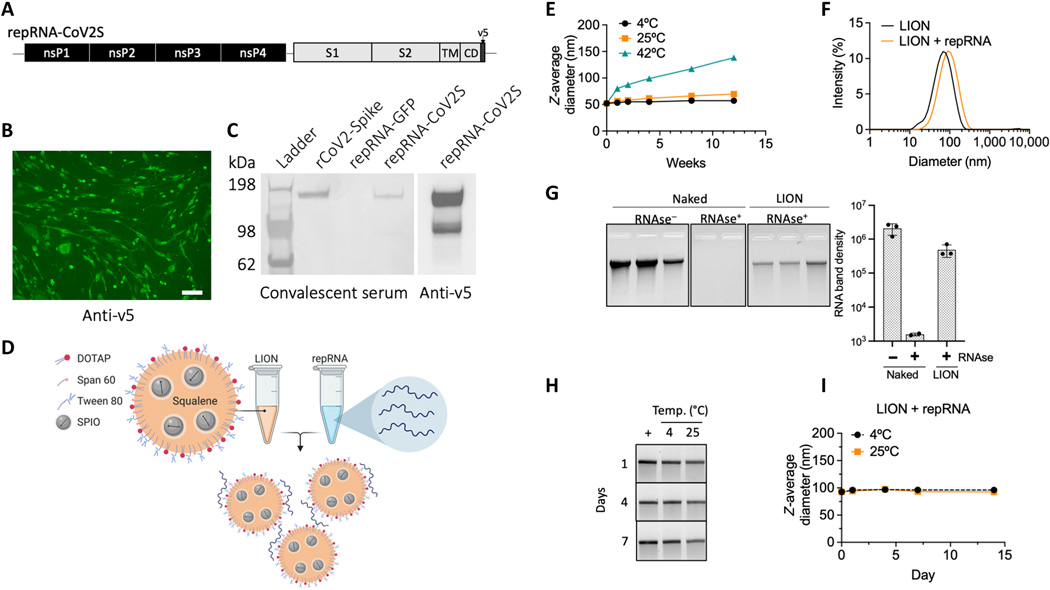 A
repRNA-CoV2S
v5
nsP1 nsP2 nsP3 nsP4 S1 S2 TM CD
B
Anti-v5
C
Ladder
rCoV2-Spike
repRNA-GFP
repRNA-CoV2S
repRNA-CoV2S
kDa
198
98
62
Convalescent serum
Anti-v5
D
DOTAP
Span 60
Tween 80
SPIO
Squalene
LION
repRNA
E
4ºC
25ºC
42ºC
Z-average
diameter (nm)
200
150
100
50
0
0 5 10 15
Weeks
F
LION
LION + repRNA
Intensity (%)
15
10
5
0
1 10 100 1,000 10,000
Diameter (nm)
G
Naked LION
RNAse– RNAse+ RNAse+
RNA band density
10⁷
10⁶
10⁵
10⁴
10³
– + + RNAse
Naked LION
H
Temp. (°C)
+ 4 25
Days
1
4
7
I
LION + repRNA
4ºC
25ºC
Z-average
diameter (nm)
200
150
100
50
0
0 5 10 15
Day